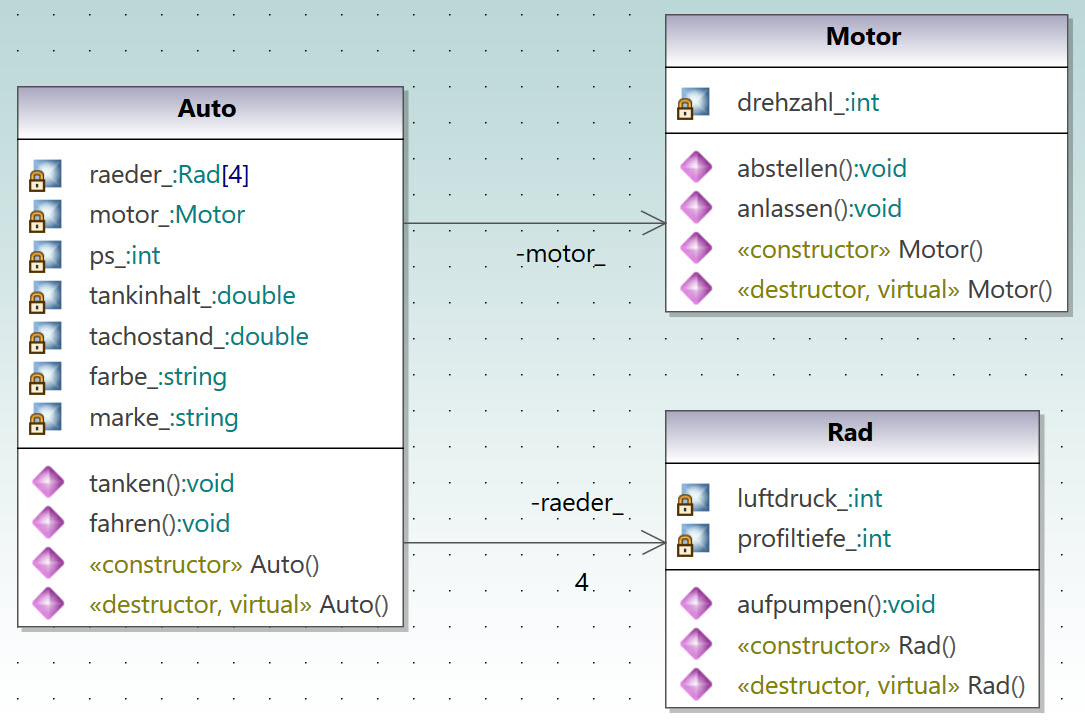 Auto
raeder_:Rad[4]
motor_:Motor
ps_:int
tankinhalt_:double
tachostand_:double
farbe_:string
marke_:string
tanken():void
fahren():void
«constructor» Auto()
«destructor, virtual» Auto()
-motor_
-raeder_
4
Motor
drehzahl_:int
abstellen():void
anlassen():void
«constructor» Motor()
«destructor, virtual» Motor()
Rad
luftdruck_:int
profiltiefe_:int
aufpumpen():void
«constructor» Rad()
«destructor, virtual» Rad()